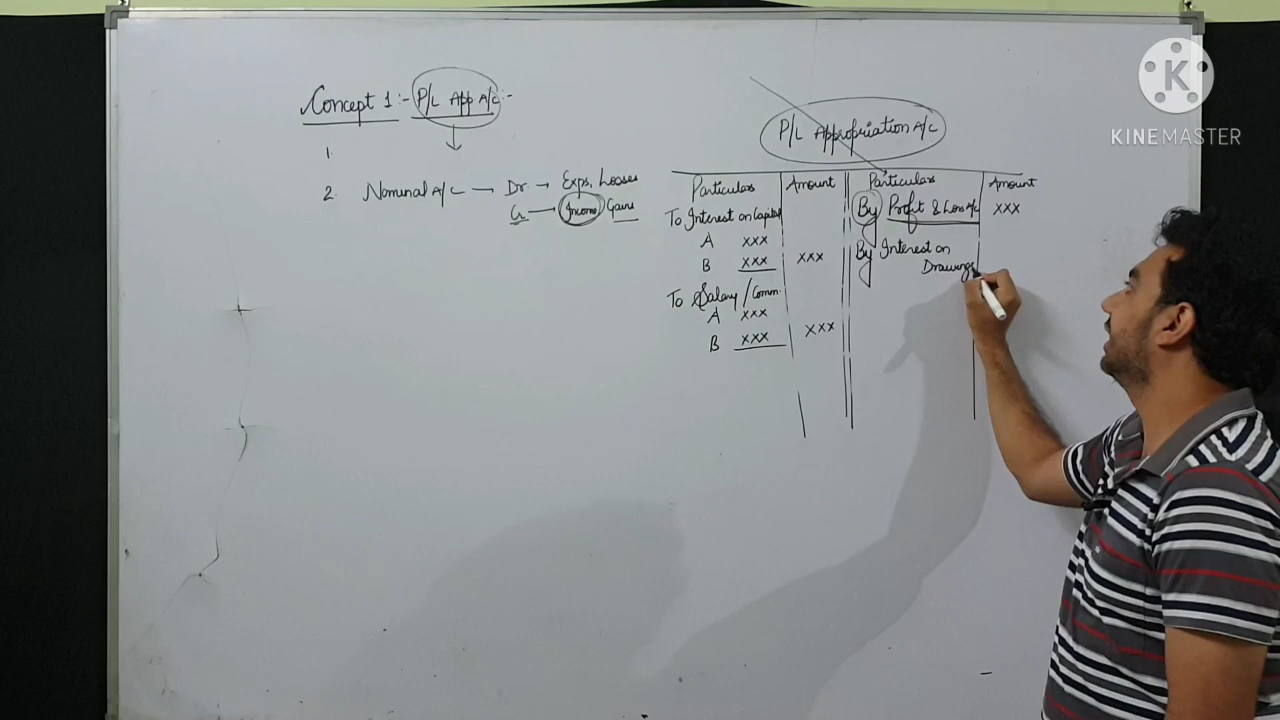 Concept 1:- P/L App A/c:-
1.
2. Nominal A/c → Dr → Exps, Losses
Cr → Income, Gains
P/L Appropriation A/c
Particulars Amount Particulars Amount
To Interest on Capital
A xxx
B xxx xxx
To Salary / Comm.
A xxx
B xxx xxx
By Profit & Loss A/c xxx
By Interest on
Drawings
K
KINEMASTER